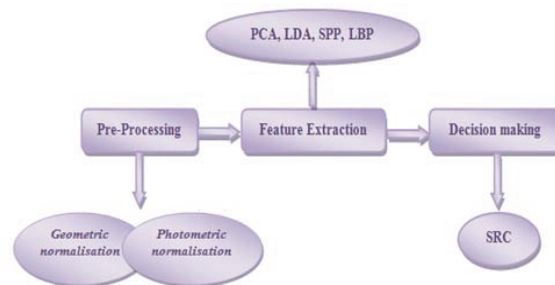 PCA, LDA, SPP, LBP
Pre-Processing
Feature Extraction
Decision making
Geometric
normalisation
Photometric
normalisation
SRC